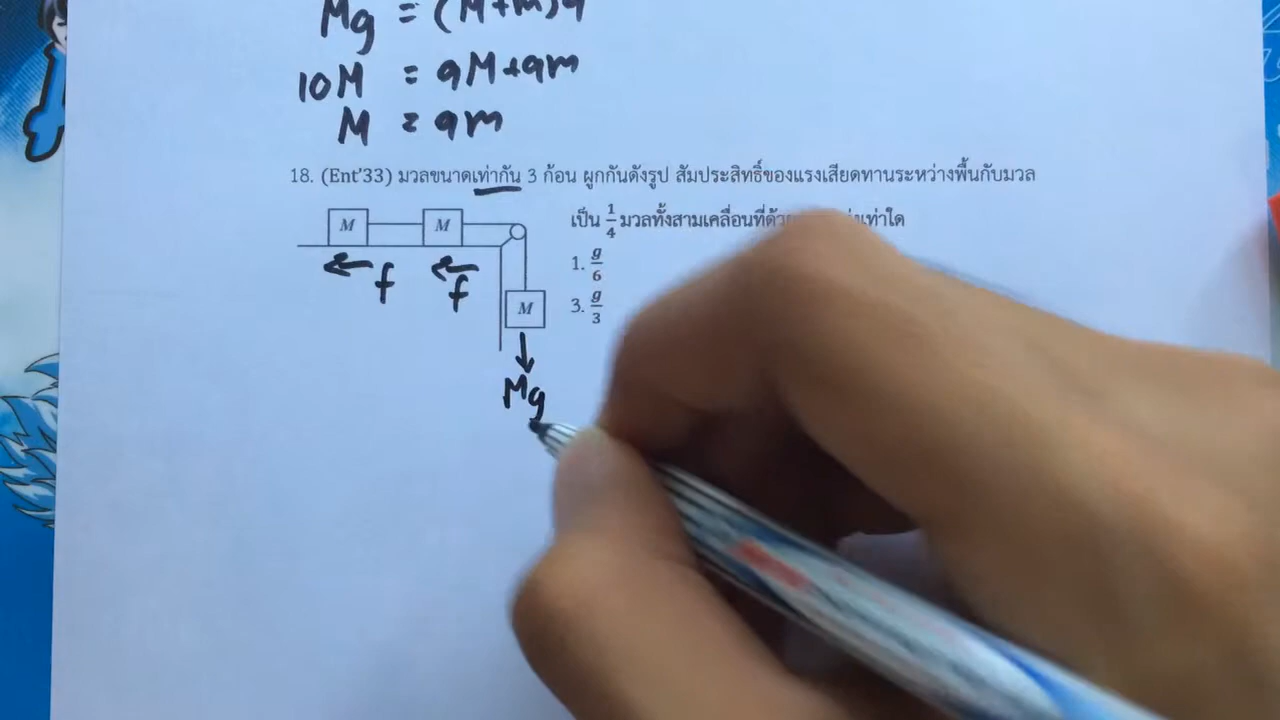 Mg = (M+m)a
10M = 9M+9m
M = 9m
18. (Ent'33) มวลขนาดเท่ากัน 3 ก้อน ผูกกันดังรูป สัมประสิทธิ์ของแรงเสียดทานระหว่างพื้นกับมวล
เป็น 1/4 มวลทั้งสามเคลื่อนที่ด้วย เท่าใด
M M
1. g/6
f f
M
3. g/3
Mg